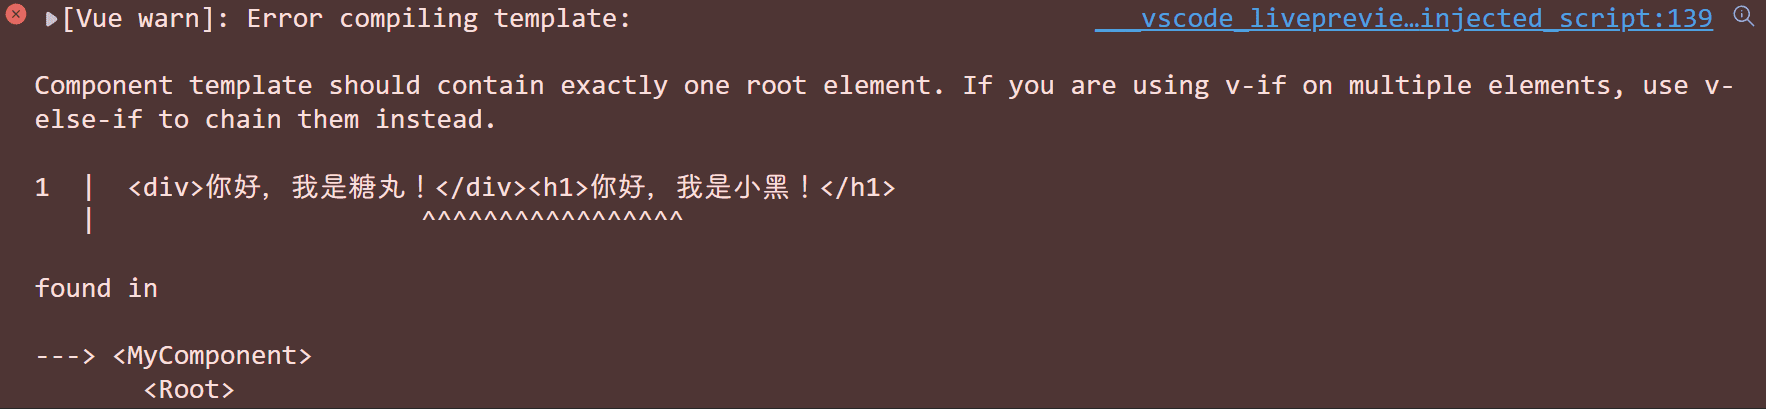 [Vue warn]: Error compiling template: ___vscode_liveprevie…injected_script:139
Component template should contain exactly one root element. If you are using v-if on multiple elements, use v-
else-if to chain them instead.
1 | <div>你好, 我是糖丸！</div><h1>你好, 我是小黑！</h1>
| ^^^^^^^^^^^^^^^^^
found in
---> <MyComponent>
<Root>